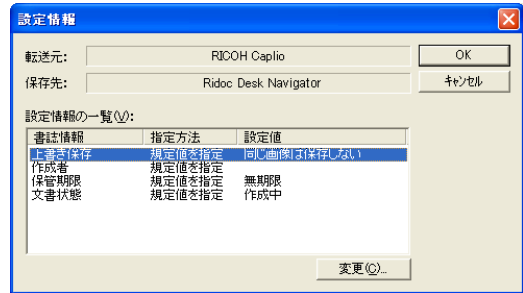 設定情報
転送元: RICOH Caplio OK
保存先: Ridoc Desk Navigator ｷｬﾝｾﾙ
設定情報の一覧(V):
書誌情報 指定方法 設定値
上書き保存 規定値を指定 同じ画像は保存しない
作成者 規定値を指定
保管期限 規定値を指定 無期限
文書状態 規定値を指定 作成中
変更(C)...